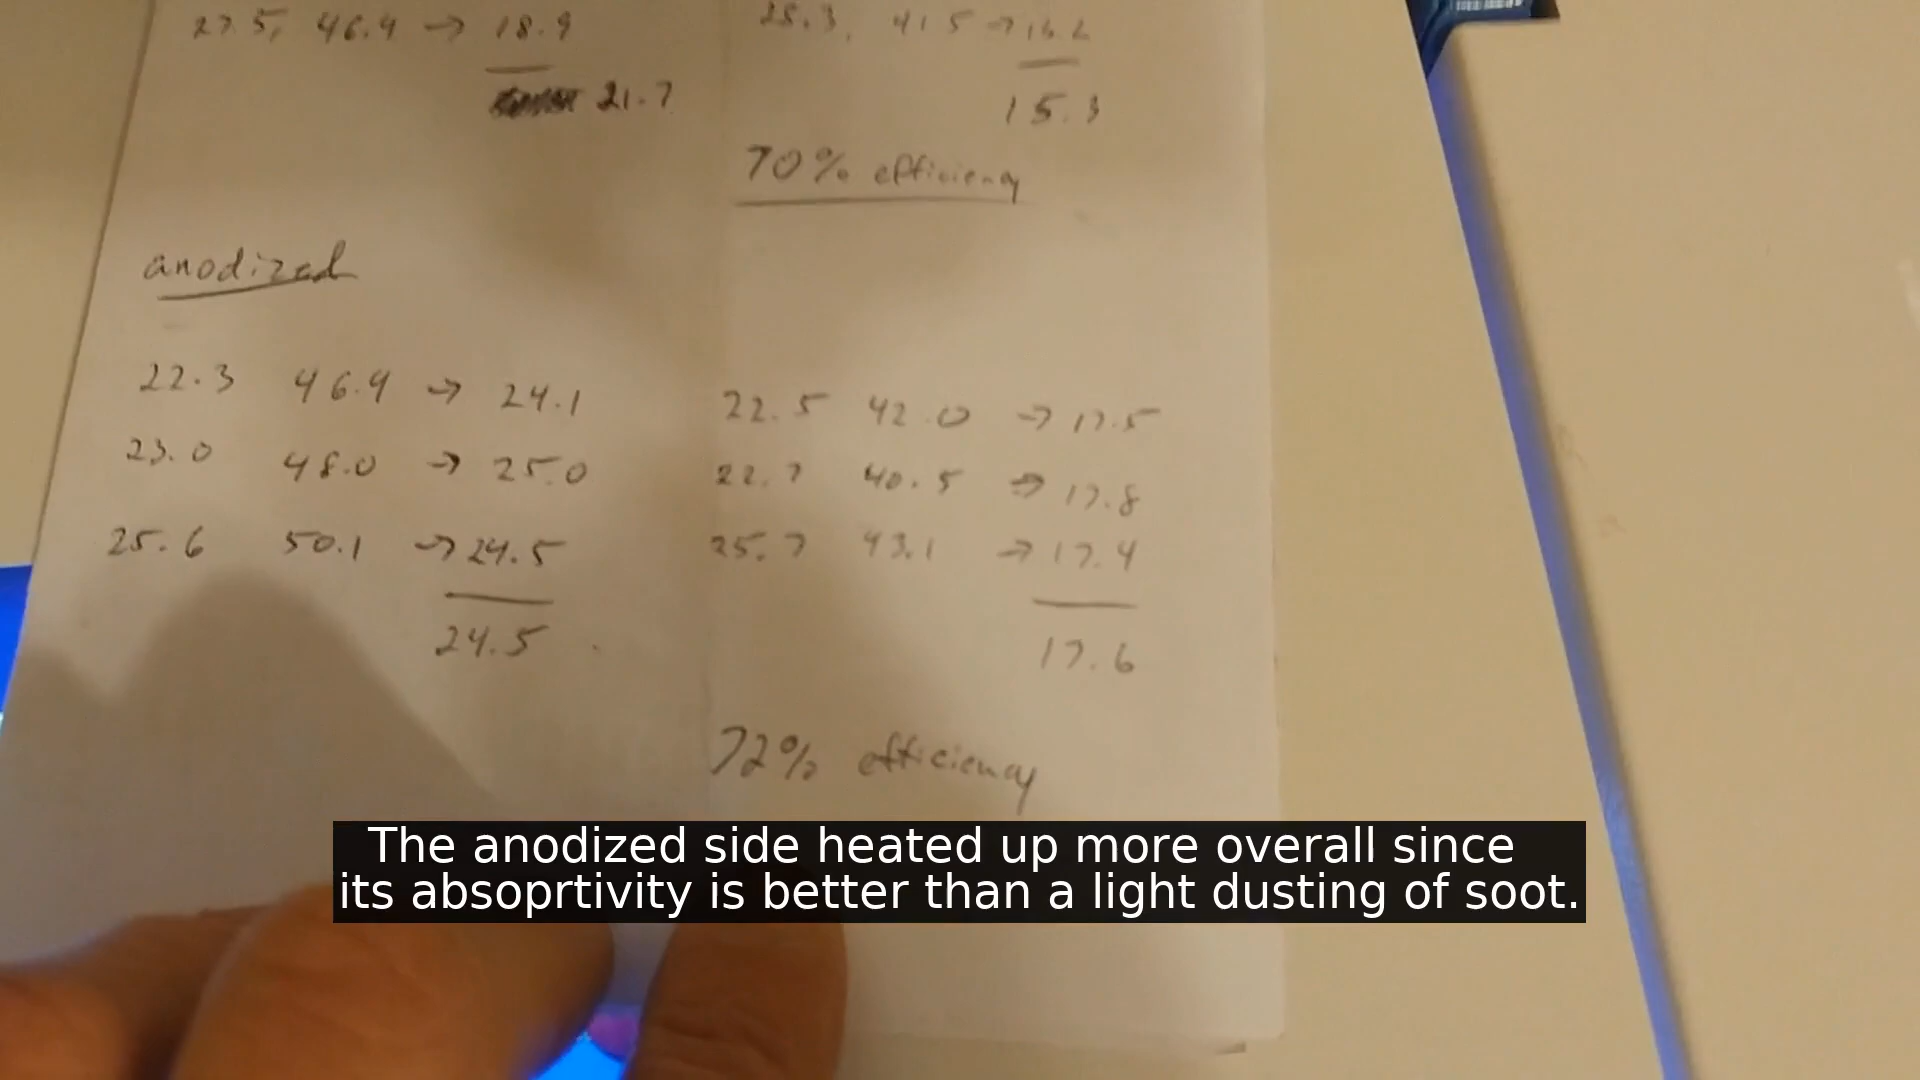 27.5, 46.4 → 18.9
21.7
28.3, 41.5 → 16.2
15.3
70% efficiency
anodized
22.3 46.4 → 24.1
23.0 48.0 → 25.0
25.6 50.1 → 24.5
24.5
22.5 42.0 → 17.5
22.7 40.5 → 17.8
25.7 43.1 → 17.4
17.6
72% efficiency
The anodized side heated up more overall since
its absoprtivity is better than a light dusting of soot.